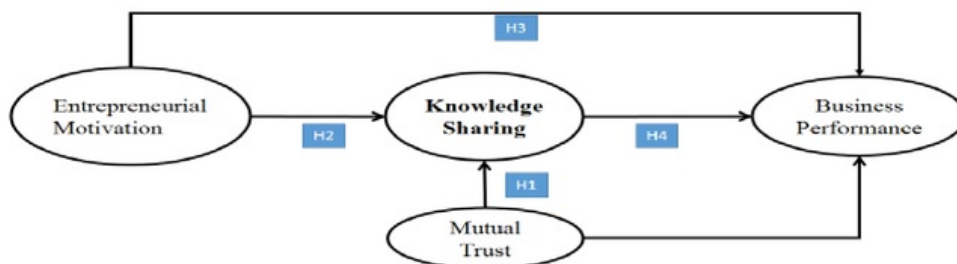 H3
Entrepreneurial
Motivation
H2
Knowledge
Sharing
H4
Business
Performance
H1
Mutual
Trust